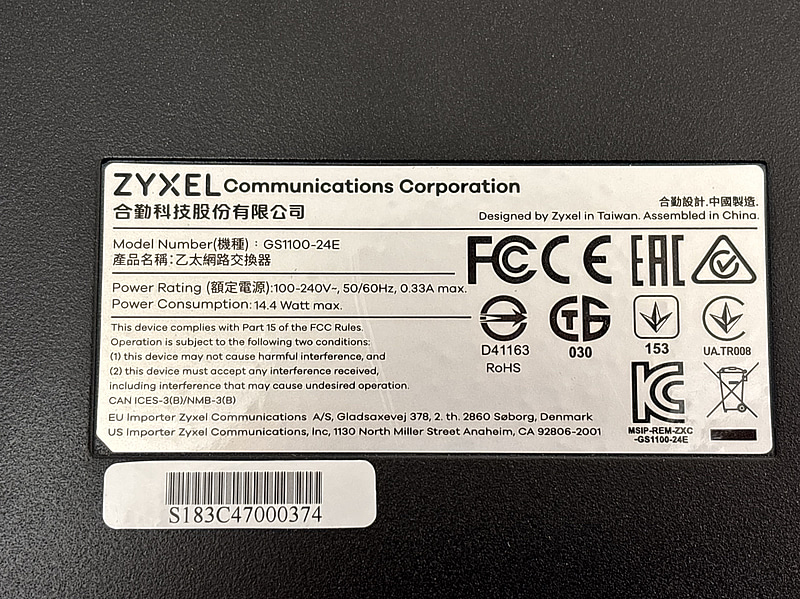 ZYXEL Communications Corporation
合勤科技股份有限公司
合勤設計.中國製造.
Designed by Zyxel in Taiwan. Assembled in China.
Model Number(機種) : GS1100-24E
產品名稱:乙太網路交換器
Power Rating (額定電源):100-240V~, 50/60Hz, 0.33A max.
Power Consumption: 14.4 Watt max.
FCC CE EAC
This device complies with Part 15 of the FCC Rules.
Operation is subject to the following two conditions:
(1) this device may not cause harmful interference, and
(2) this device must accept any interference received,
including interference that may cause undesired operation.
CAN ICES-3(B)/NMB-3(B)
D41163
RoHS
030
153
UA.TR008
EU Importer Zyxel Communications A/S, Gladsaxevej 378, 2. th. 2860 Søborg, Denmark
US Importer Zyxel Communications, Inc, 1130 North Miller Street Anaheim, CA 92806-2001
MSIP-REM-ZXC
-GS1100-24E
S183C47000374